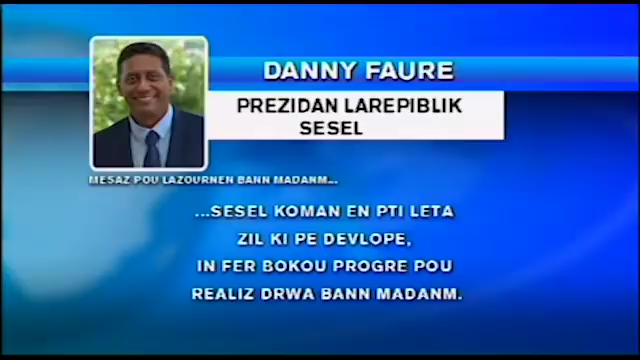 DANNY FAURE
PREZIDAN LAREPIBLIK
SESEL
MESAZ POU LAZOURNEN BANN MADANM...
...SESEL KOMAN EN PTI LETA
ZIL KI PE DEVLOPE,
IN FER BOKOU PROGRE POU
REALIZ DRWA BANN MADANM.